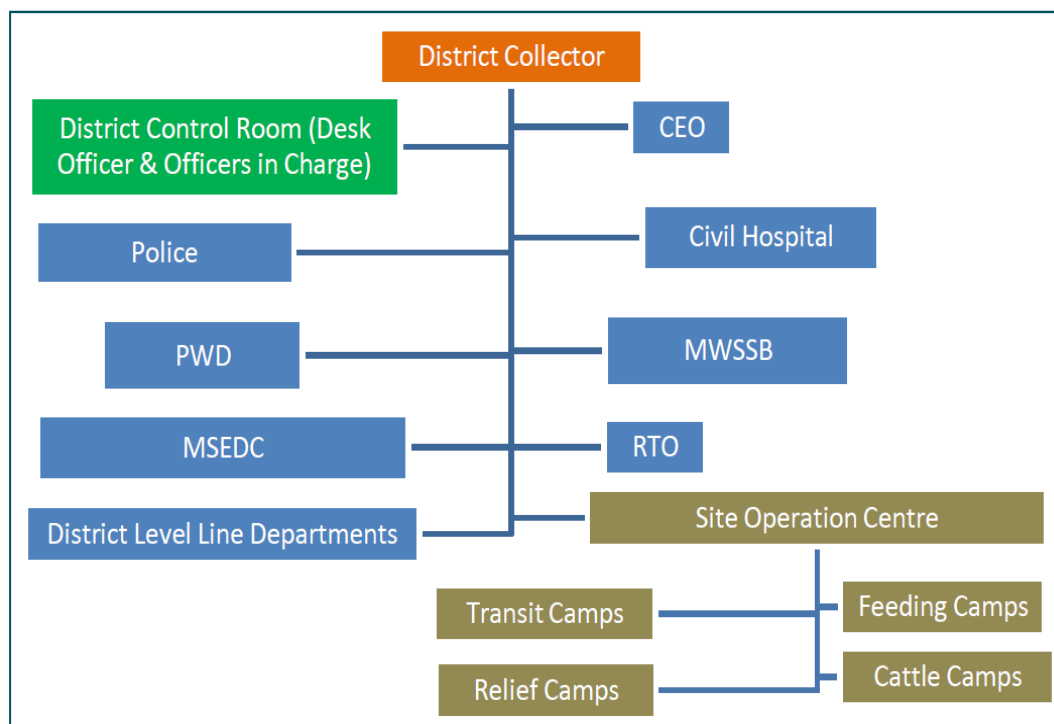 District Collector
District Control Room (Desk
Officer & Officers in Charge)
CEO
Police
Civil Hospital
PWD
MWSSB
MSEDC
RTO
District Level Line Departments
Site Operation Centre
Transit Camps
Feeding Camps
Relief Camps
Cattle Camps